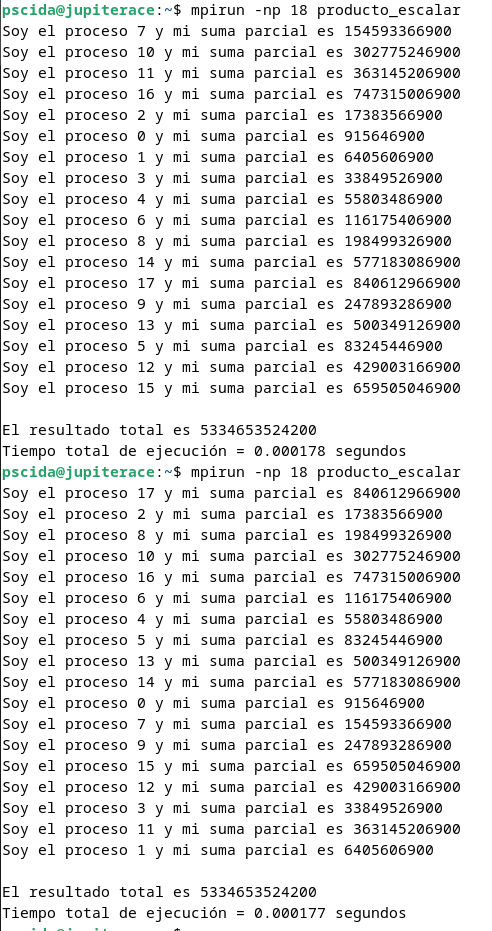 pscida@jupiterace:~$ mpirun -np 18 producto_escalar
Soy el proceso 7 y mi suma parcial es 154593366900
Soy el proceso 10 y mi suma parcial es 302775246900
Soy el proceso 11 y mi suma parcial es 363145206900
Soy el proceso 16 y mi suma parcial es 747315006900
Soy el proceso 2 y mi suma parcial es 17383566900
Soy el proceso 0 y mi suma parcial es 915646900
Soy el proceso 1 y mi suma parcial es 6405606900
Soy el proceso 3 y mi suma parcial es 33849526900
Soy el proceso 4 y mi suma parcial es 55803486900
Soy el proceso 6 y mi suma parcial es 116175406900
Soy el proceso 8 y mi suma parcial es 198499326900
Soy el proceso 14 y mi suma parcial es 577183086900
Soy el proceso 17 y mi suma parcial es 840612966900
Soy el proceso 9 y mi suma parcial es 247893286900
Soy el proceso 13 y mi suma parcial es 500349126900
Soy el proceso 5 y mi suma parcial es 83245446900
Soy el proceso 12 y mi suma parcial es 429003166900
Soy el proceso 15 y mi suma parcial es 659505046900
El resultado total es 5334653524200
Tiempo total de ejecución = 0.000178 segundos
pscida@jupiterace:~$ mpirun -np 18 producto_escalar
Soy el proceso 17 y mi suma parcial es 840612966900
Soy el proceso 2 y mi suma parcial es 17383566900
Soy el proceso 8 y mi suma parcial es 198499326900
Soy el proceso 10 y mi suma parcial es 302775246900
Soy el proceso 16 y mi suma parcial es 747315006900
Soy el proceso 6 y mi suma parcial es 116175406900
Soy el proceso 4 y mi suma parcial es 55803486900
Soy el proceso 5 y mi suma parcial es 83245446900
Soy el proceso 13 y mi suma parcial es 500349126900
Soy el proceso 14 y mi suma parcial es 577183086900
Soy el proceso 0 y mi suma parcial es 915646900
Soy el proceso 7 y mi suma parcial es 154593366900
Soy el proceso 9 y mi suma parcial es 247893286900
Soy el proceso 15 y mi suma parcial es 659505046900
Soy el proceso 12 y mi suma parcial es 429003166900
Soy el proceso 3 y mi suma parcial es 33849526900
Soy el proceso 11 y mi suma parcial es 363145206900
Soy el proceso 1 y mi suma parcial es 6405606900
El resultado total es 5334653524200
Tiempo total de ejecución = 0.000177 segundos